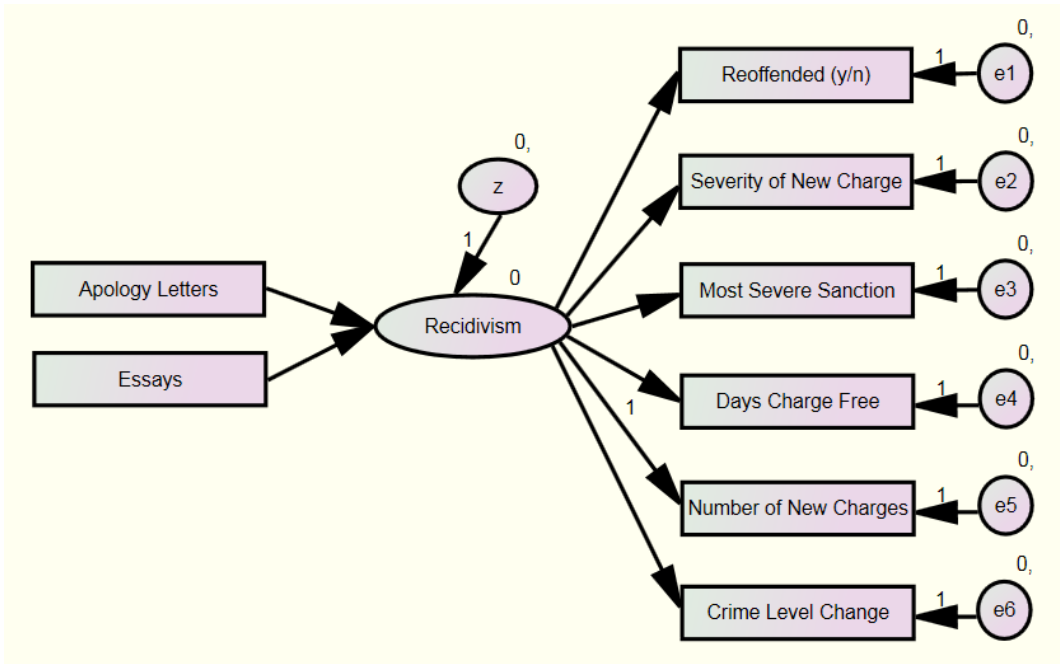 0,
Reoffended (y/n)
1
e1
0,
z
1
0,
Severity of New Charge
1
e2
0
Recidivism
0,
Most Severe Sanction
1
e3
Apology Letters
Essays
0,
Days Charge Free
1
e4
1
0,
Number of New Charges
1
e5
0,
Crime Level Change
1
e6